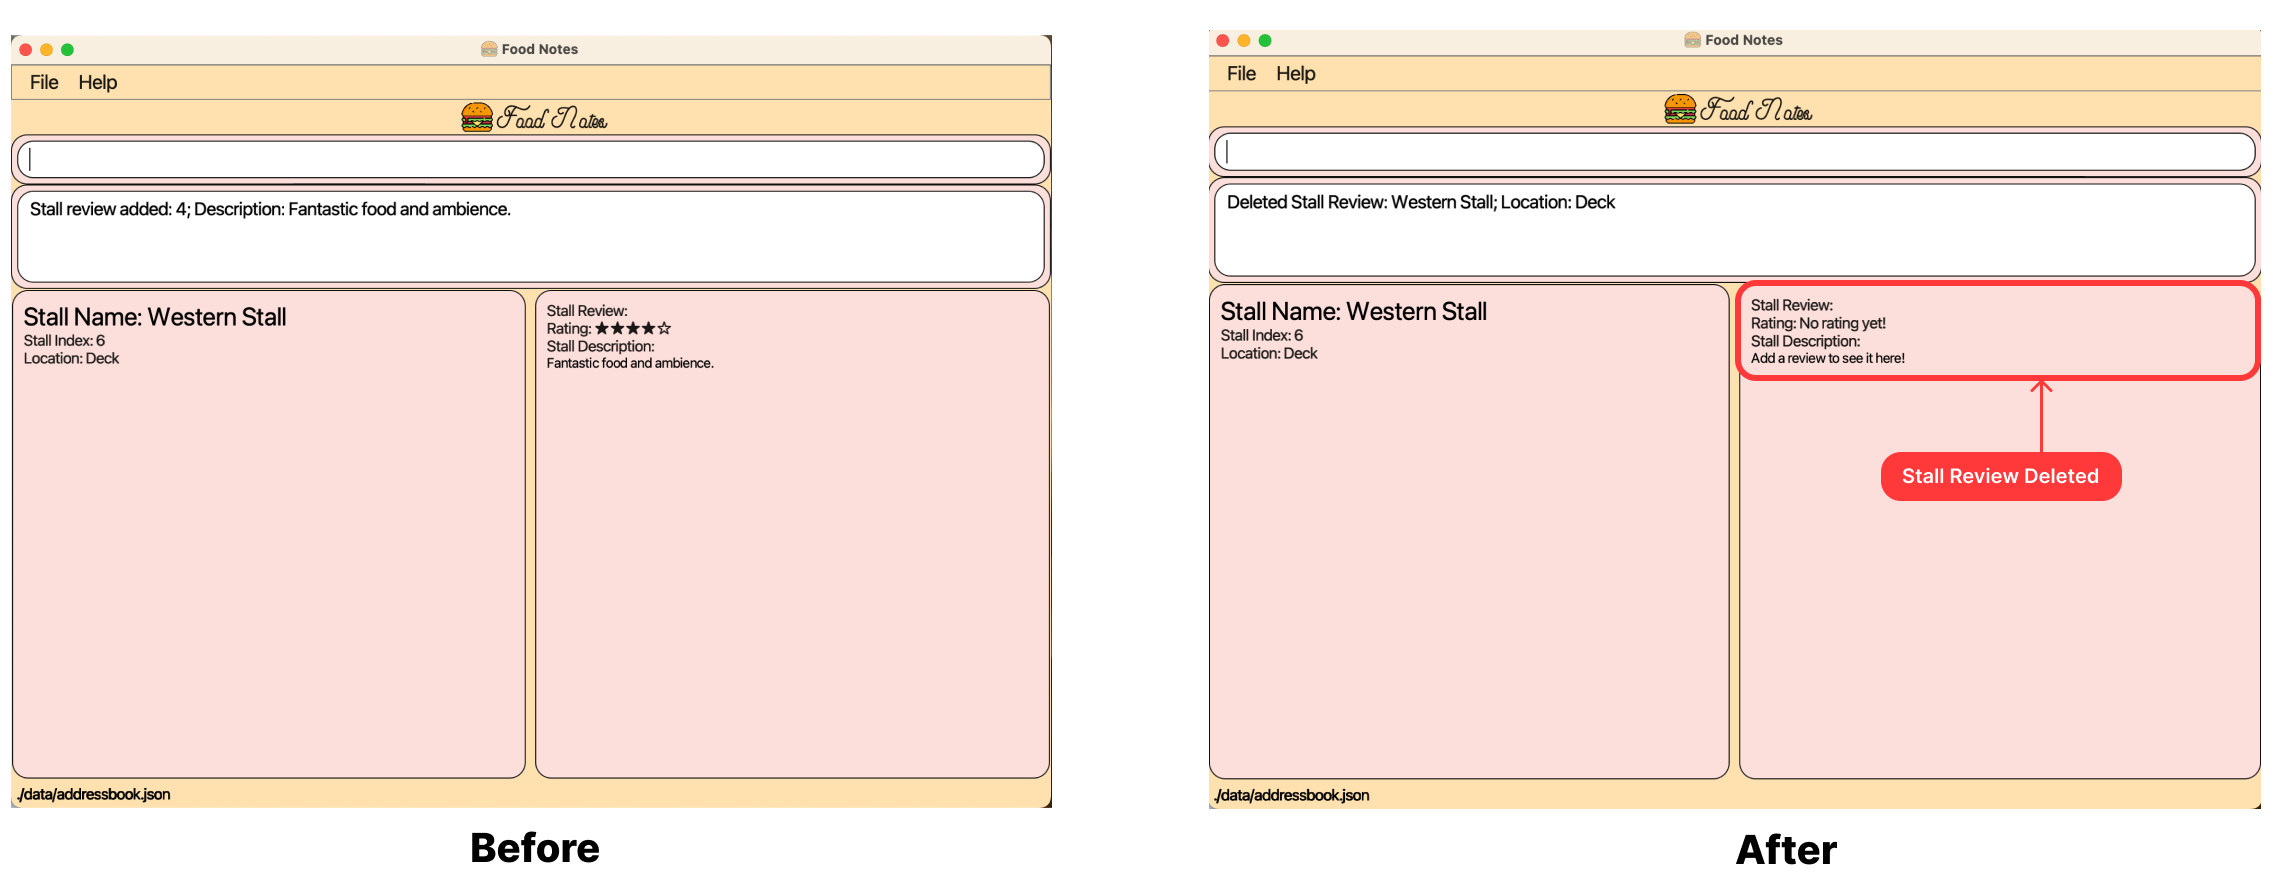 Food Notes
File Help
Food Notes
Stall review added: 4; Description: Fantastic food and ambience.
Stall Name: Western Stall
Stall Index: 6
Location: Deck
Stall Review:
Rating: ★★★★☆
Stall Description:
Fantastic food and ambience.
./data/addressbook.json
Before
Food Notes
File Help
Food Notes
Deleted Stall Review: Western Stall; Location: Deck
Stall Name: Western Stall
Stall Index: 6
Location: Deck
Stall Review:
Rating: No rating yet!
Stall Description:
Add a review to see it here!
Stall Review Deleted
./data/addressbook.json
After